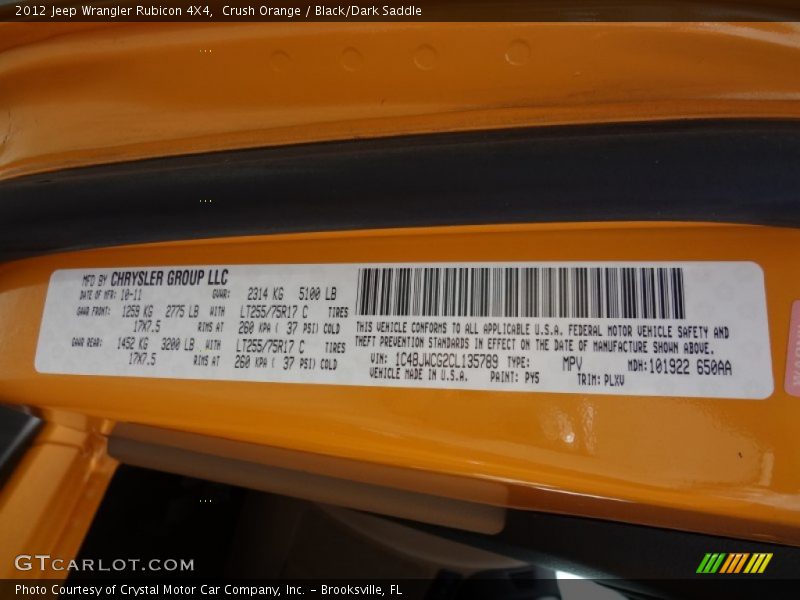 2012 Jeep Wrangler Rubicon 4X4,  Crush Orange / Black/Dark Saddle
MFD BY CHRYSLER GROUP LLC
DATE OF MFR: 10-11 GVWR: 2314 KG 5100 LB
GAWR FRONT: 1259 KG 2775 LB WITH LT255/75R17 C TIRES
17X7.5 RIMS AT 260 KPA ( 37 PSI) COLD
GAWR REAR: 1452 KG 3200 LB WITH LT255/75R17 C TIRES
17X7.5 RIMS AT 260 KPA ( 37 PSI) COLD
THIS VEHICLE CONFORMS TO ALL APPLICABLE U.S.A. FEDERAL MOTOR VEHICLE SAFETY AND
THEFT PREVENTION STANDARDS IN EFFECT ON THE DATE OF MANUFACTURE SHOWN ABOVE.
VIN: 1C4BJWCG2CL135789 TYPE: MPV MDH: 101922 650AA
VEHICLE MADE IN U.S.A. PAINT: PY5 TRIM: PLXV
GTCARLOT.COM
Photo Courtesy of Crystal Motor Car Company, Inc. – Brooksville, FL